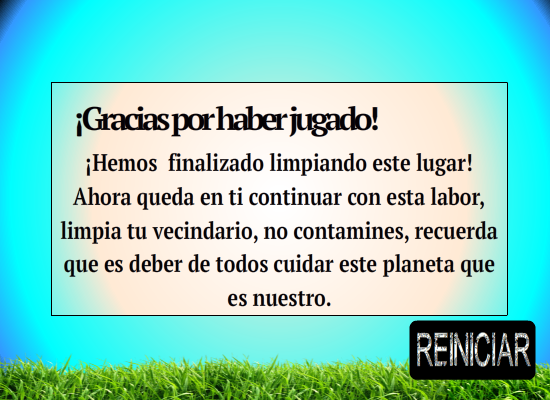 ¡Gracias por haber jugado!
¡Hemos  finalizado limpiando este lugar!
Ahora queda en ti continuar con esta labor,
limpia tu vecindario, no contamines, recuerda
que es deber de todos cuidar este planeta que
es nuestro.
REINICIAR